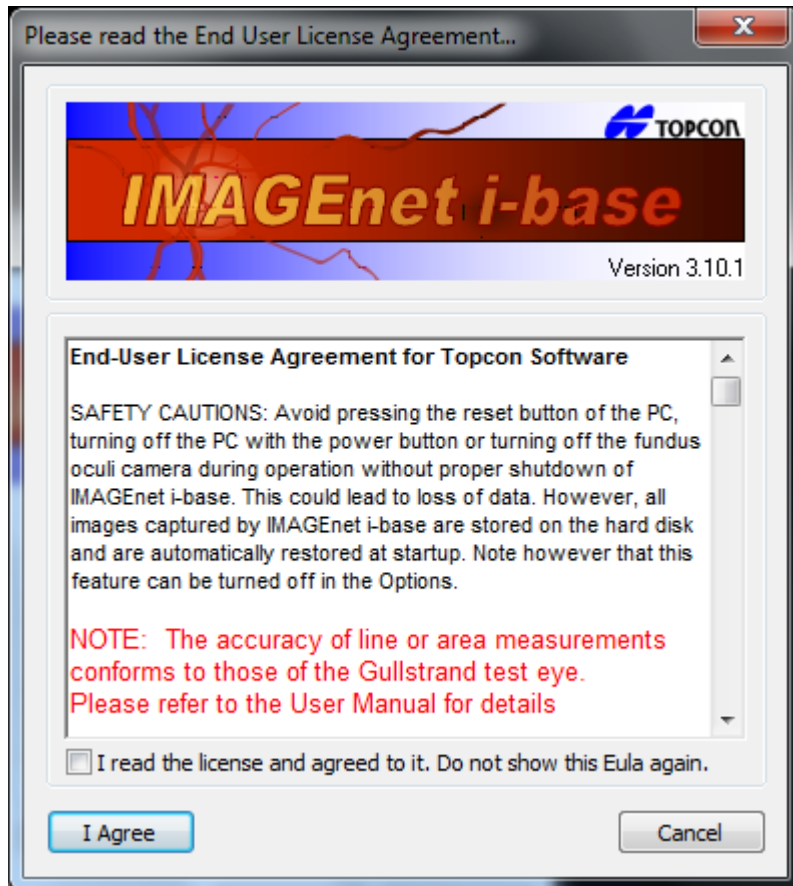 Please read the End User License Agreement...
TOPCON
IMAGEnet i-base
Version 3.10.1
End-User License Agreement for Topcon Software
SAFETY CAUTIONS: Avoid pressing the reset button of the PC,
turning off the PC with the power button or turning off the fundus
oculi camera during operation without proper shutdown of
IMAGEnet i-base. This could lead to loss of data. However, all
images captured by IMAGEnet i-base are stored on the hard disk
and are automatically restored at startup. Note however that this
feature can be turned off in the Options.
NOTE: The accuracy of line or area measurements
conforms to those of the Gullstrand test eye.
Please refer to the User Manual for details
I read the license and agreed to it. Do not show this Eula again.
I Agree
Cancel